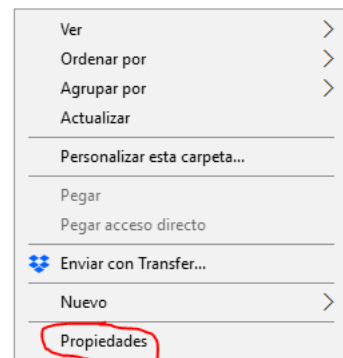 Ver
Ordenar por
Agrupar por
Actualizar
Personalizar esta carpeta...
Pegar
Pegar acceso directo
Enviar con Transfer...
Nuevo
Propiedades